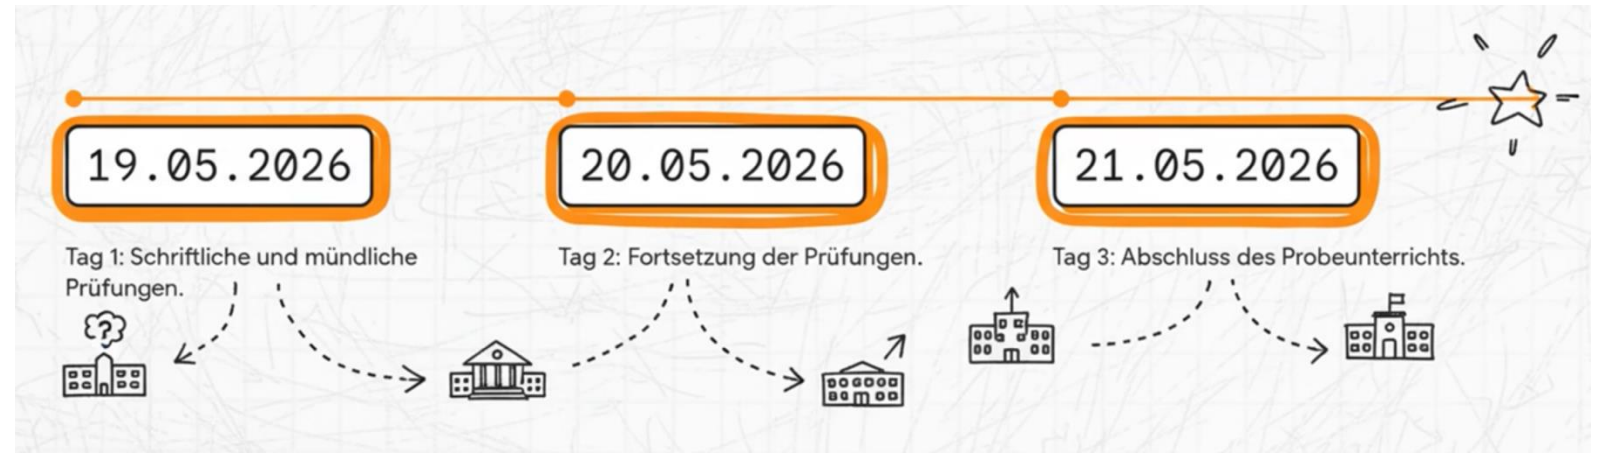 19.05.2026
Tag 1: Schriftliche und mündliche
Prüfungen.
?
20.05.2026
Tag 2: Fortsetzung der Prüfungen.
21.05.2026
Tag 3: Abschluss des Probeunterrichts.